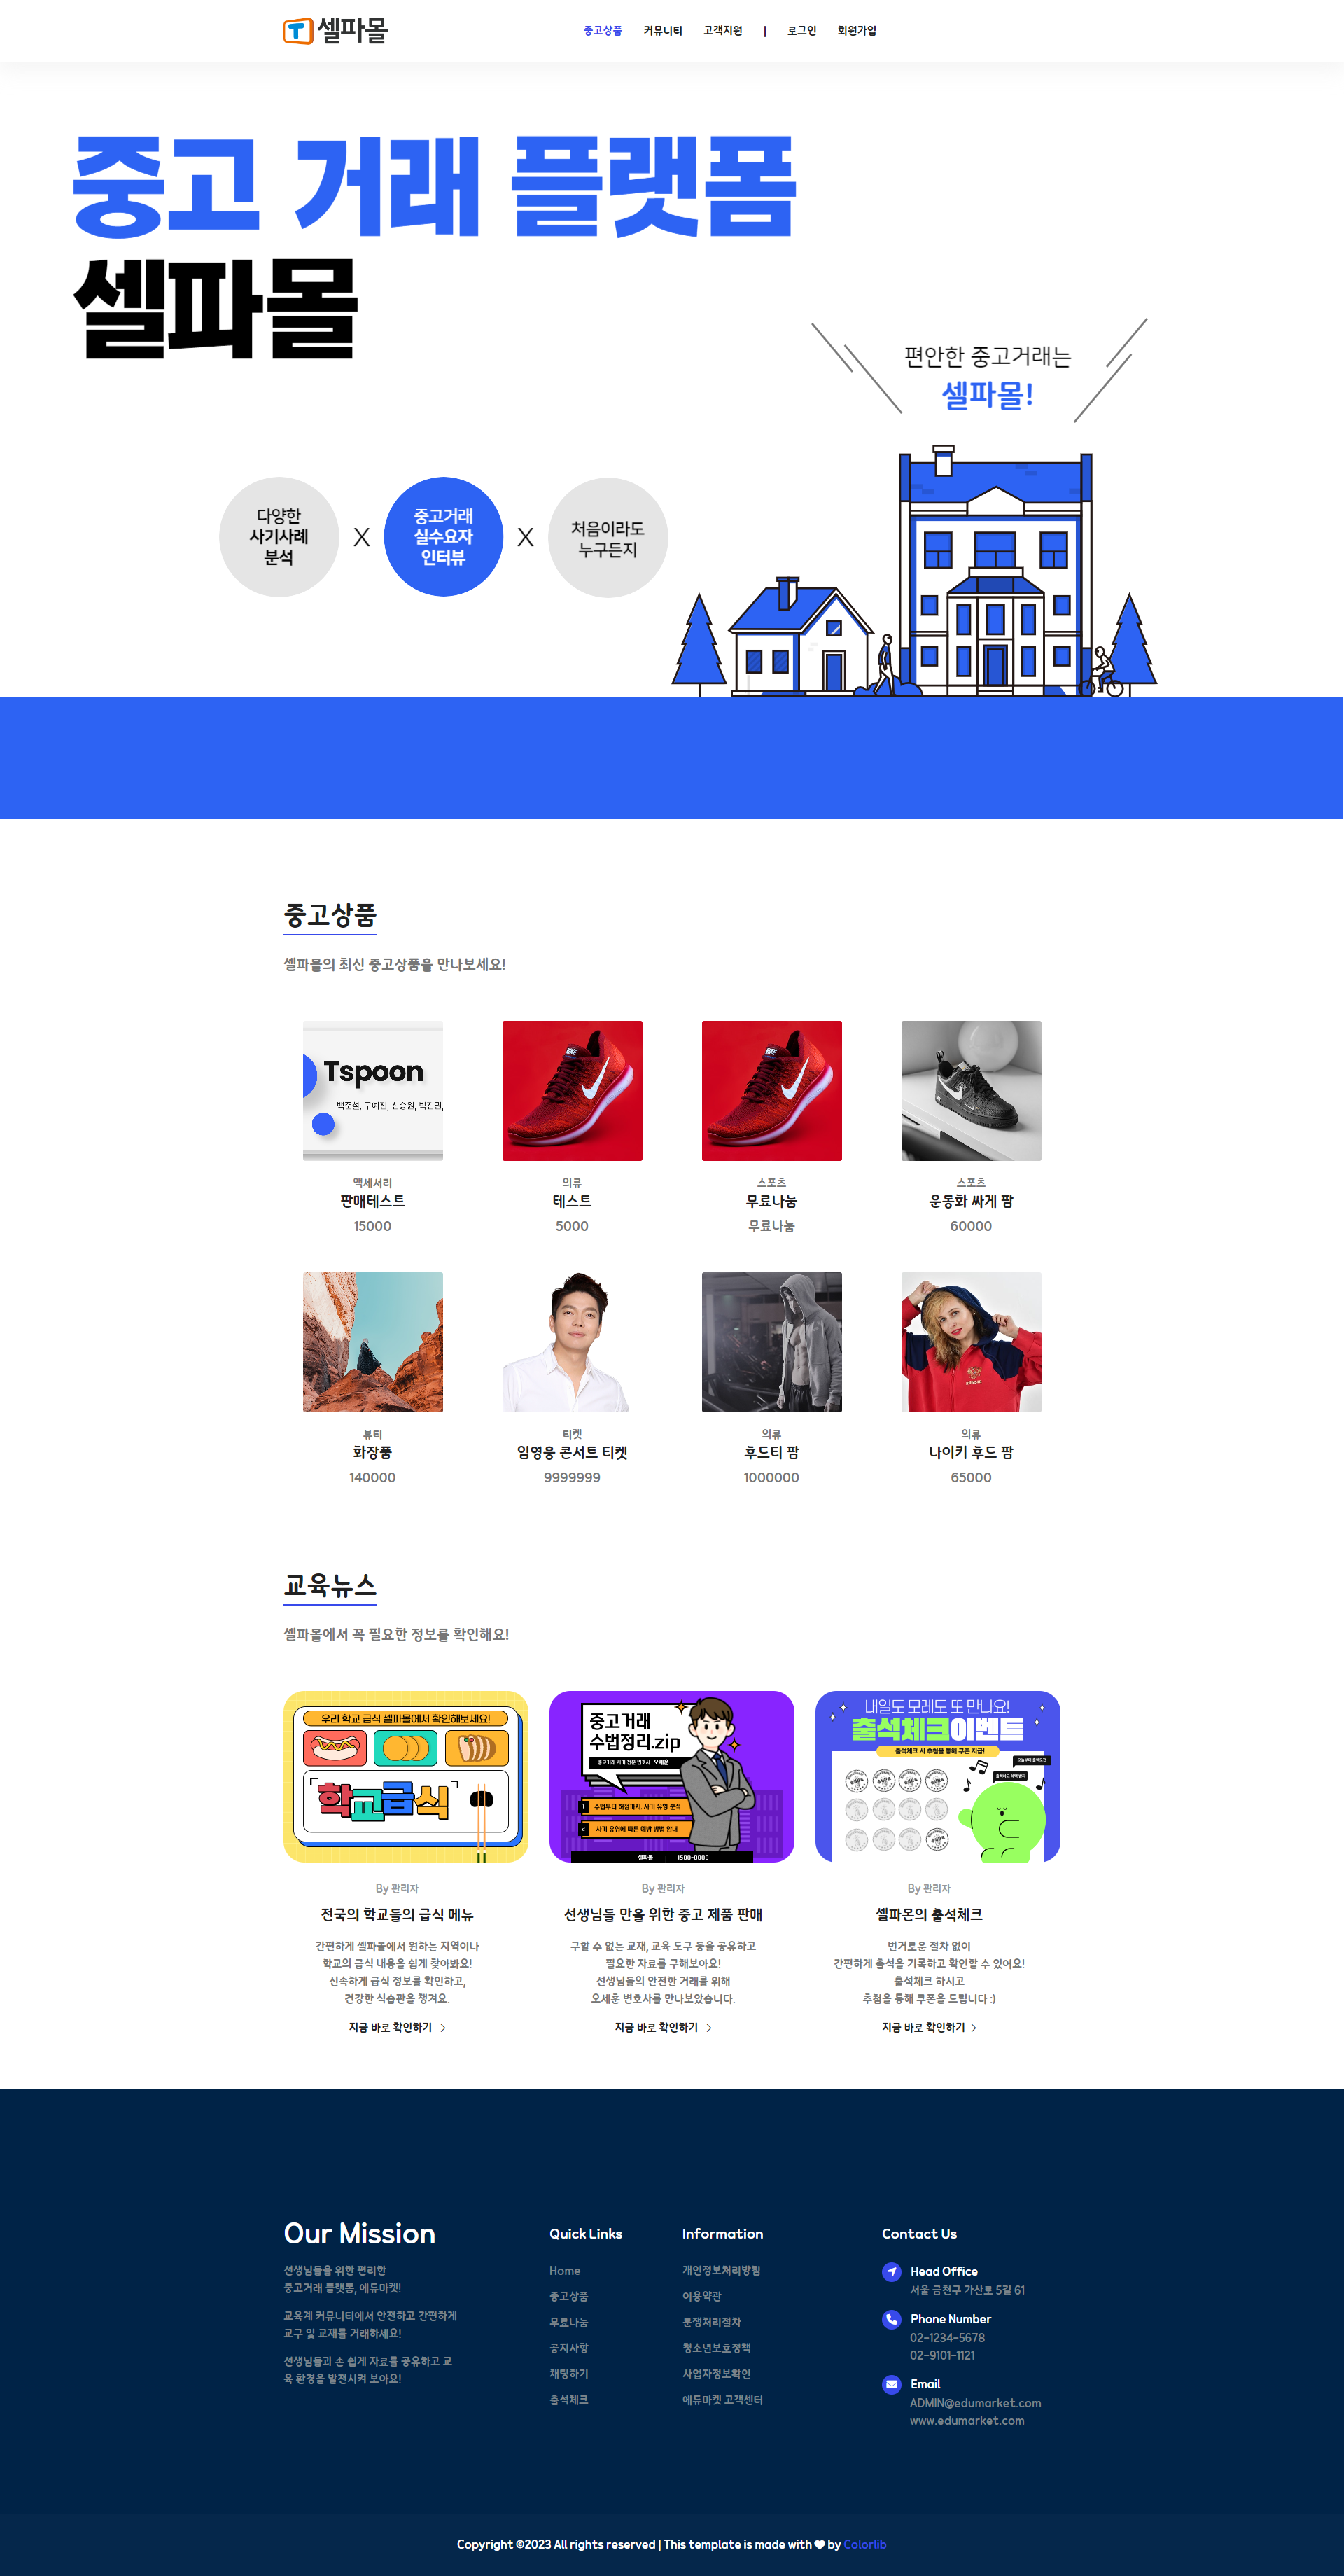 T 셀파몰
중고상품 커뮤니티 고객지원 | 로그인 회원가입
중고 거래 플랫폼
셀파몰
편안한 중고거래는
셀파몰!
다양한
사기사례
분석
X
중고거래
실수요자
인터뷰
X
처음이라도
누구든지
중고상품
셀파몰의 최신 중고상품을 만나보세요!
Tspoon
백준철, 구예진, 신승원, 박진권,
NIKE
NIKE
액세서리
판매테스트
15000
의류
테스트
5000
스포츠
무료나눔
무료나눔
스포츠
운동화 싸게 팜
60000
뷰티
화장품
140000
티켓
임영웅 콘서트 티켓
9999999
의류
후드티 팜
1000000
의류
나이키 후드 팜
65000
교육뉴스
셀파몰에서 꼭 필요한 정보를 확인해요!
우리 학교 급식 셀파몰에서 확인해보세요!
학교급식
By 관리자
전국의 학교들의 급식 메뉴
간편하게 셀파몰에서 원하는 지역이나
학교의 급식 내용을 쉽게 찾아봐요!
신속하게 급식 정보를 확인하고,
건강한 식습관을 챙겨요.
지금 바로 확인하기 →
중고거래
수법정리.zip
중고거래 사기 전문 변호사 오세훈
1 수법부터 허점까지, 사기 유형 분석
2 사기 유형에 따른 예방 방법 안내
셀파몰 | 1500-0000
By 관리자
선생님들 만을 위한 중고 제품 판매
구할 수 없는 교재, 교육 도구 등을 공유하고
필요한 자료를 구해보아요!
선생님들의 안전한 거래를 위해
오세훈 변호사를 만나보았습니다.
지금 바로 확인하기 →
내일도 모레도 또 만나요!
출석체크이벤트
출석체크 시 추첨을 통해 쿠폰 지급!
By 관리자
셀파몬의 출석체크
번거로운 절차 없이
간편하게 출석을 기록하고 확인할 수 있어요!
출석체크 하시고
추첨을 통해 쿠폰을 드립니다 :)
지금 바로 확인하기 →
Our Mission
선생님들을 위한 편리한
중고거래 플랫폼, 에듀마켓!
교육계 커뮤니티에서 안전하고 간편하게
교구 및 교재를 거래하세요!
선생님들과 손 쉽게 자료를 공유하고 교
육 환경을 발전시켜 보아요!
Quick Links
Home
중고상품
무료나눔
공지사항
채팅하기
출석체크
Information
개인정보처리방침
이용약관
분쟁처리절차
청소년보호정책
사업자정보확인
에듀마켓 고객센터
Contact Us
Head Office
서울 금천구 가산로 5길 61
Phone Number
02-1234-5678
02-9101-1121
Email
ADMIN@edumarket.com
www.edumarket.com
Copyright ©2023 All rights reserved | This template is made with ♥ by Colorlib